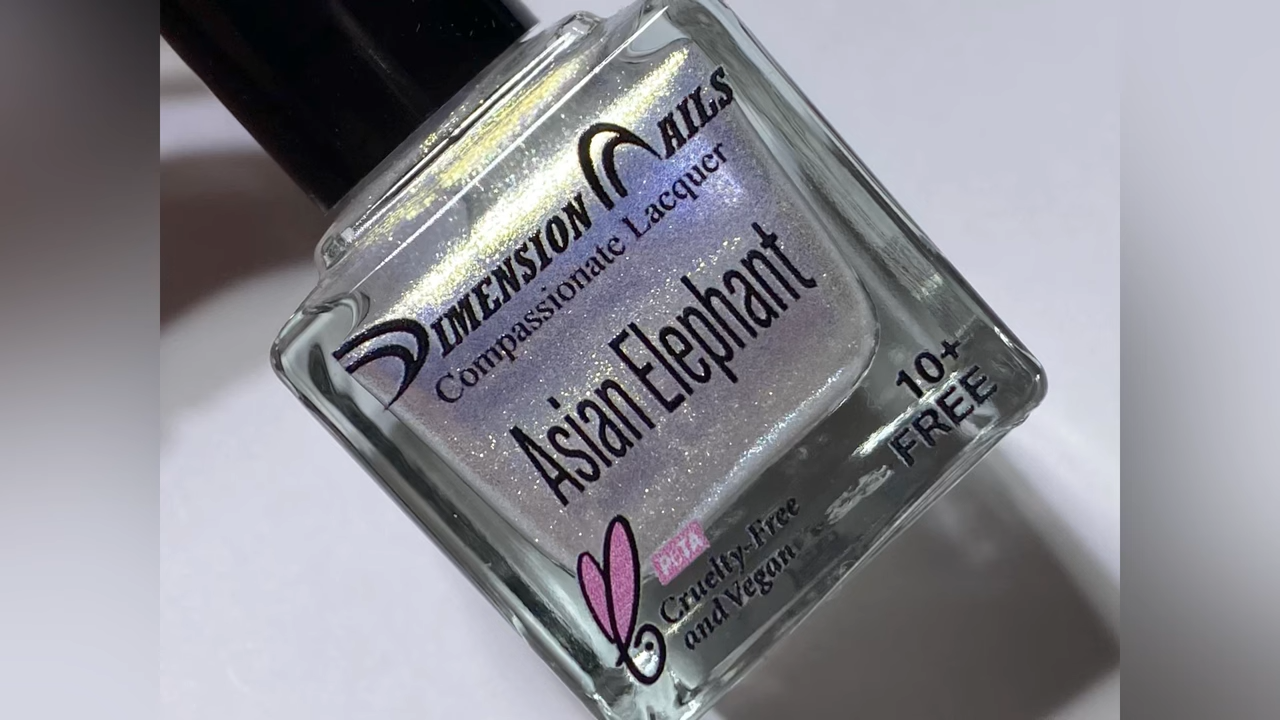 DIMENSION NAILS
Compassionate Lacquer
Asian Elephant
10+
FREE
PETA
Cruelty-Free
and Vegan